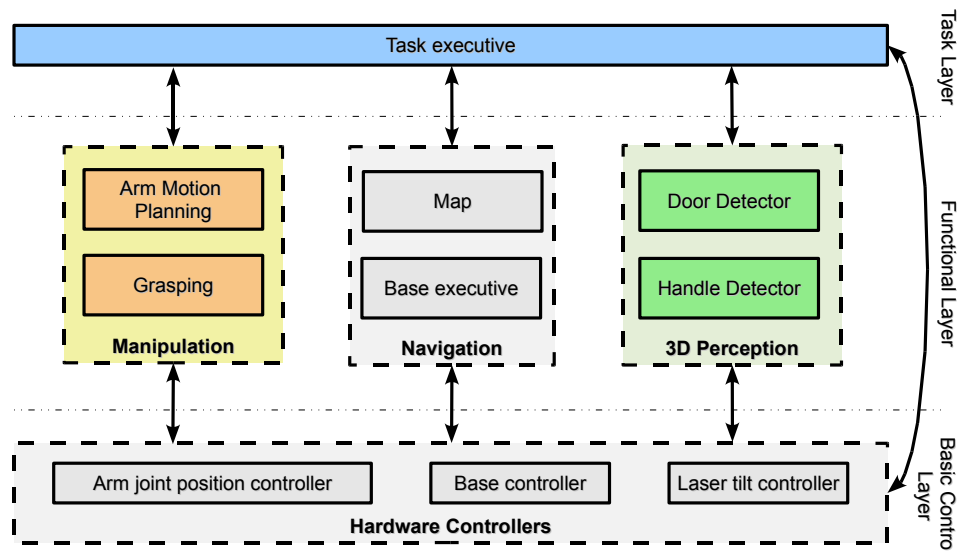 Task executive
Task Layer
Arm Motion
Planning
Grasping
Manipulation
Map
Base executive
Navigation
Door Detector
Handle Detector
3D Perception
Functional Layer
Arm joint position controller
Base controller
Laser tilt controller
Hardware Controllers
Basic Contro
Layer